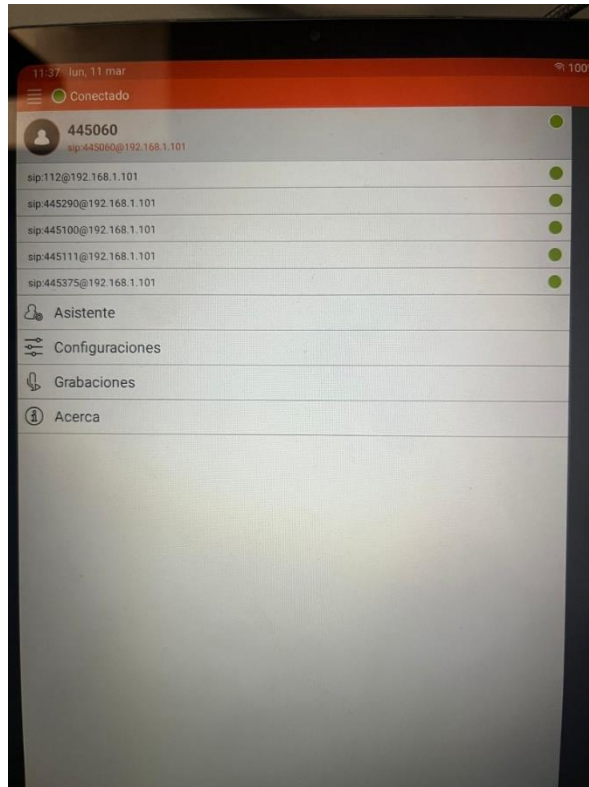 11:37 lun, 11 mar
100
Conectado
445060
sip:445060@192.168.1.101
sip:112@192.168.1.101
sip:445290@192.168.1.101
sip:445100@192.168.1.101
sip:445111@192.168.1.101
sip:445375@192.168.1.101
Asistente
Configuraciones
Grabaciones
Acerca